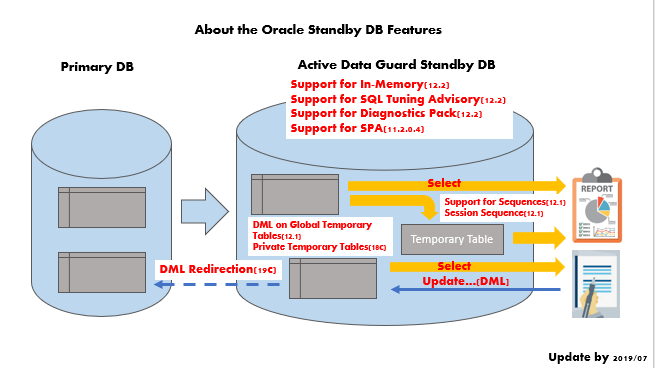 About the Oracle Standby DB Features
Primary DB
Active Data Guard Standby DB
Support for In-Memory(12.2)
Support for SQL Tuning Advisory(12.2)
Support for Diagnostics Pack(12.2)
Support for SPA(11.2.0.4)
Select
REPORT
Support for Sequences(12.1)
Session Sequence(12.1)
DML on Global Temporary
Tables(12.1)
Private Temporary Tables(18C)
Temporary Table
DML Redirection(19C)
Select
Update...(DML)
Update by 2019/07